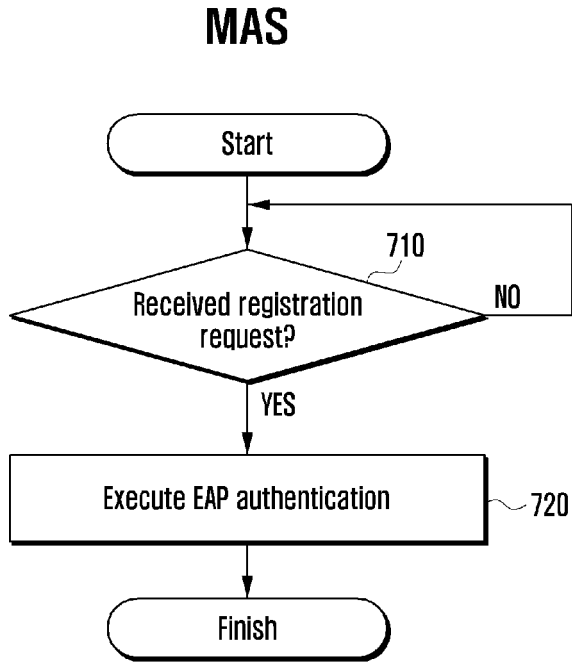 MAS
Start
710
Received registration
request?
NO
YES
Execute EAP authentication
720
Finish